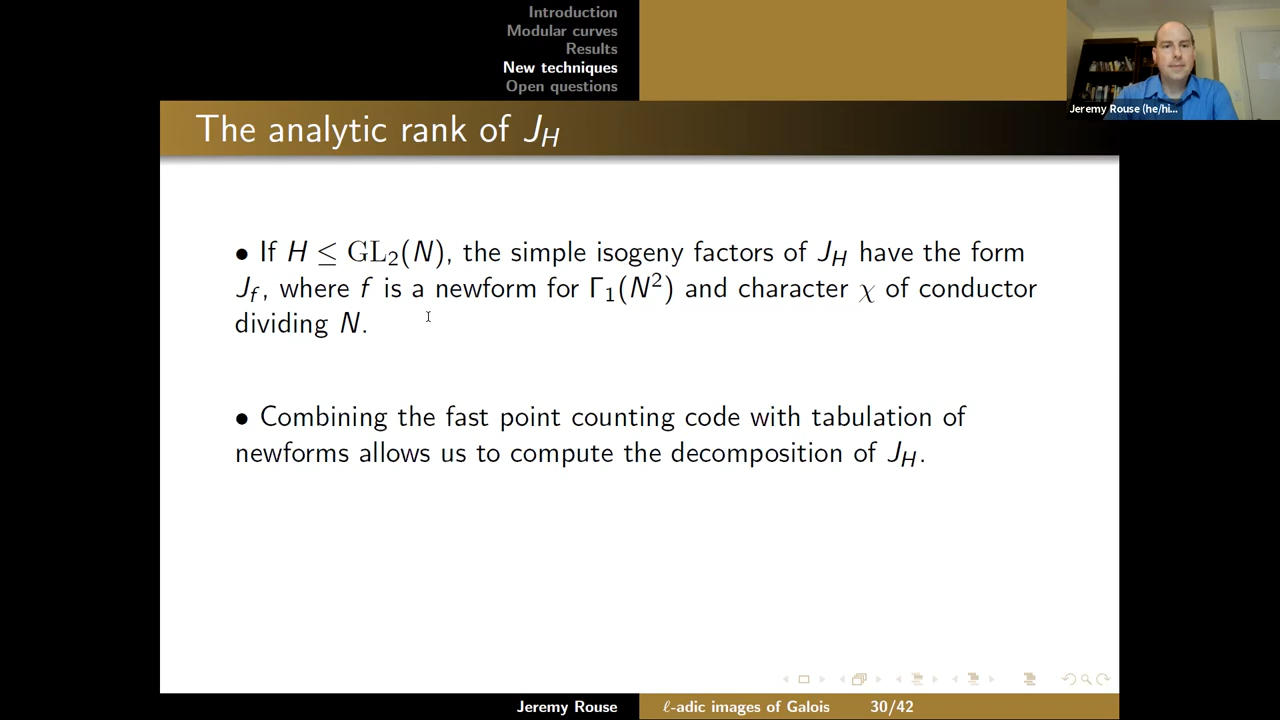 Introduction
Modular curves
Results
New techniques
Open questions
Jeremy Rouse (he/hi...
The analytic rank of J_H
• If H ≤ GL₂(N), the simple isogeny factors of J_H have the form
J_f, where f is a newform for Γ₁(N²) and character χ of conductor
dividing N.
• Combining the fast point counting code with tabulation of
newforms allows us to compute the decomposition of J_H.
Jeremy Rouse ℓ-adic images of Galois 30/42